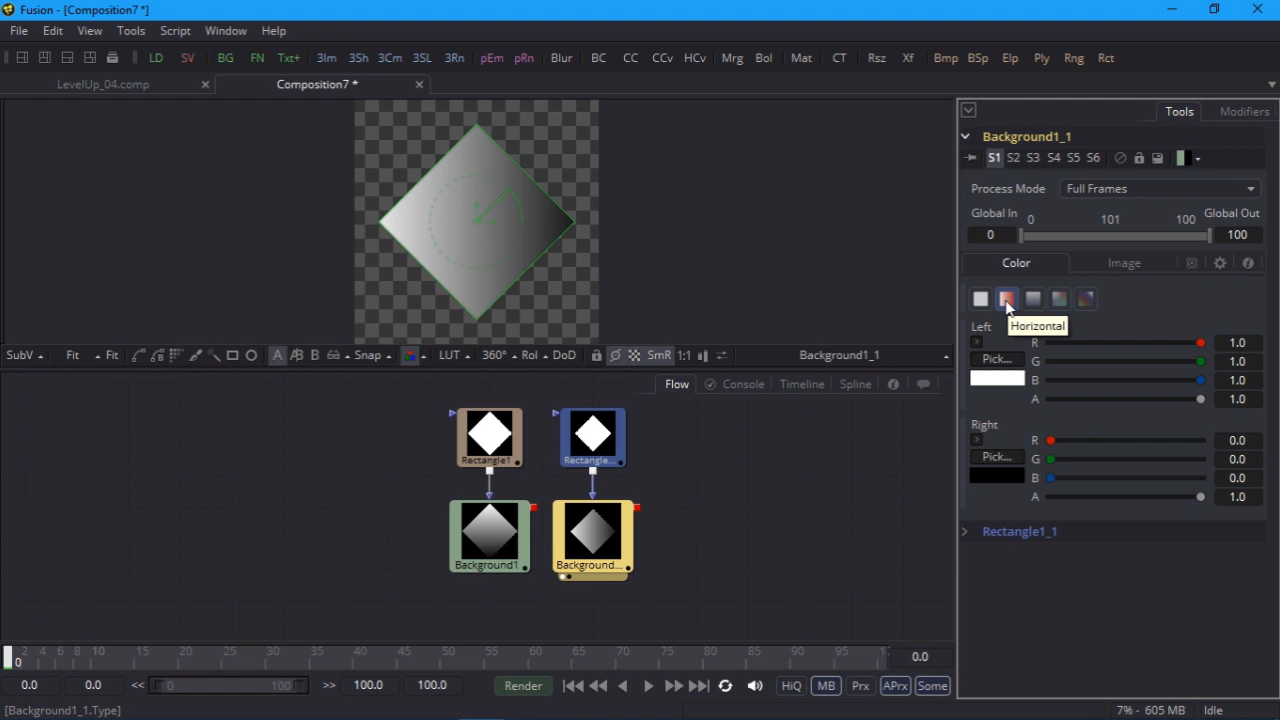 Fusion - [Composition7 *]
File Edit View Tools Script Window Help
LD SV BG FN Txt+ 3Im 3Sh 3Cm 3SL 3Rn pEm pRn Blur BC CC CCv HCv Mrg Bol Mat CT Rsz Xf Bmp BSp Elp Ply Rng Rct
LevelUp_04.comp Composition7 *
Tools Modifiers
Background1_1
S1 S2 S3 S4 S5 S6
Process Mode Full Frames
Global In 0 101 100 Global Out
0 100
Color Image
Horizontal
Left
R 1.0
Pick... G 1.0
B 1.0
A 1.0
Right
R 0.0
Pick... G 0.0
B 0.0
A 1.0
Rectangle1_1
SubV Fit Fit A B Snap LUT 360° RoI DoD SmR 1:1 Background1_1
Flow Console Timeline Spline
Rectangle1 Rectangle...
Background1 Background...
0 2 4 6 8 10 15 20 25 30 35 40 45 50 55 60 65 70 75 80 85 90 95 0.0
0.0 0.0 << 0 100 >> 100.0 100.0 Render HiQ MB Prx APrx Some
[Background1_1.Type] 7% - 605 MB Idle